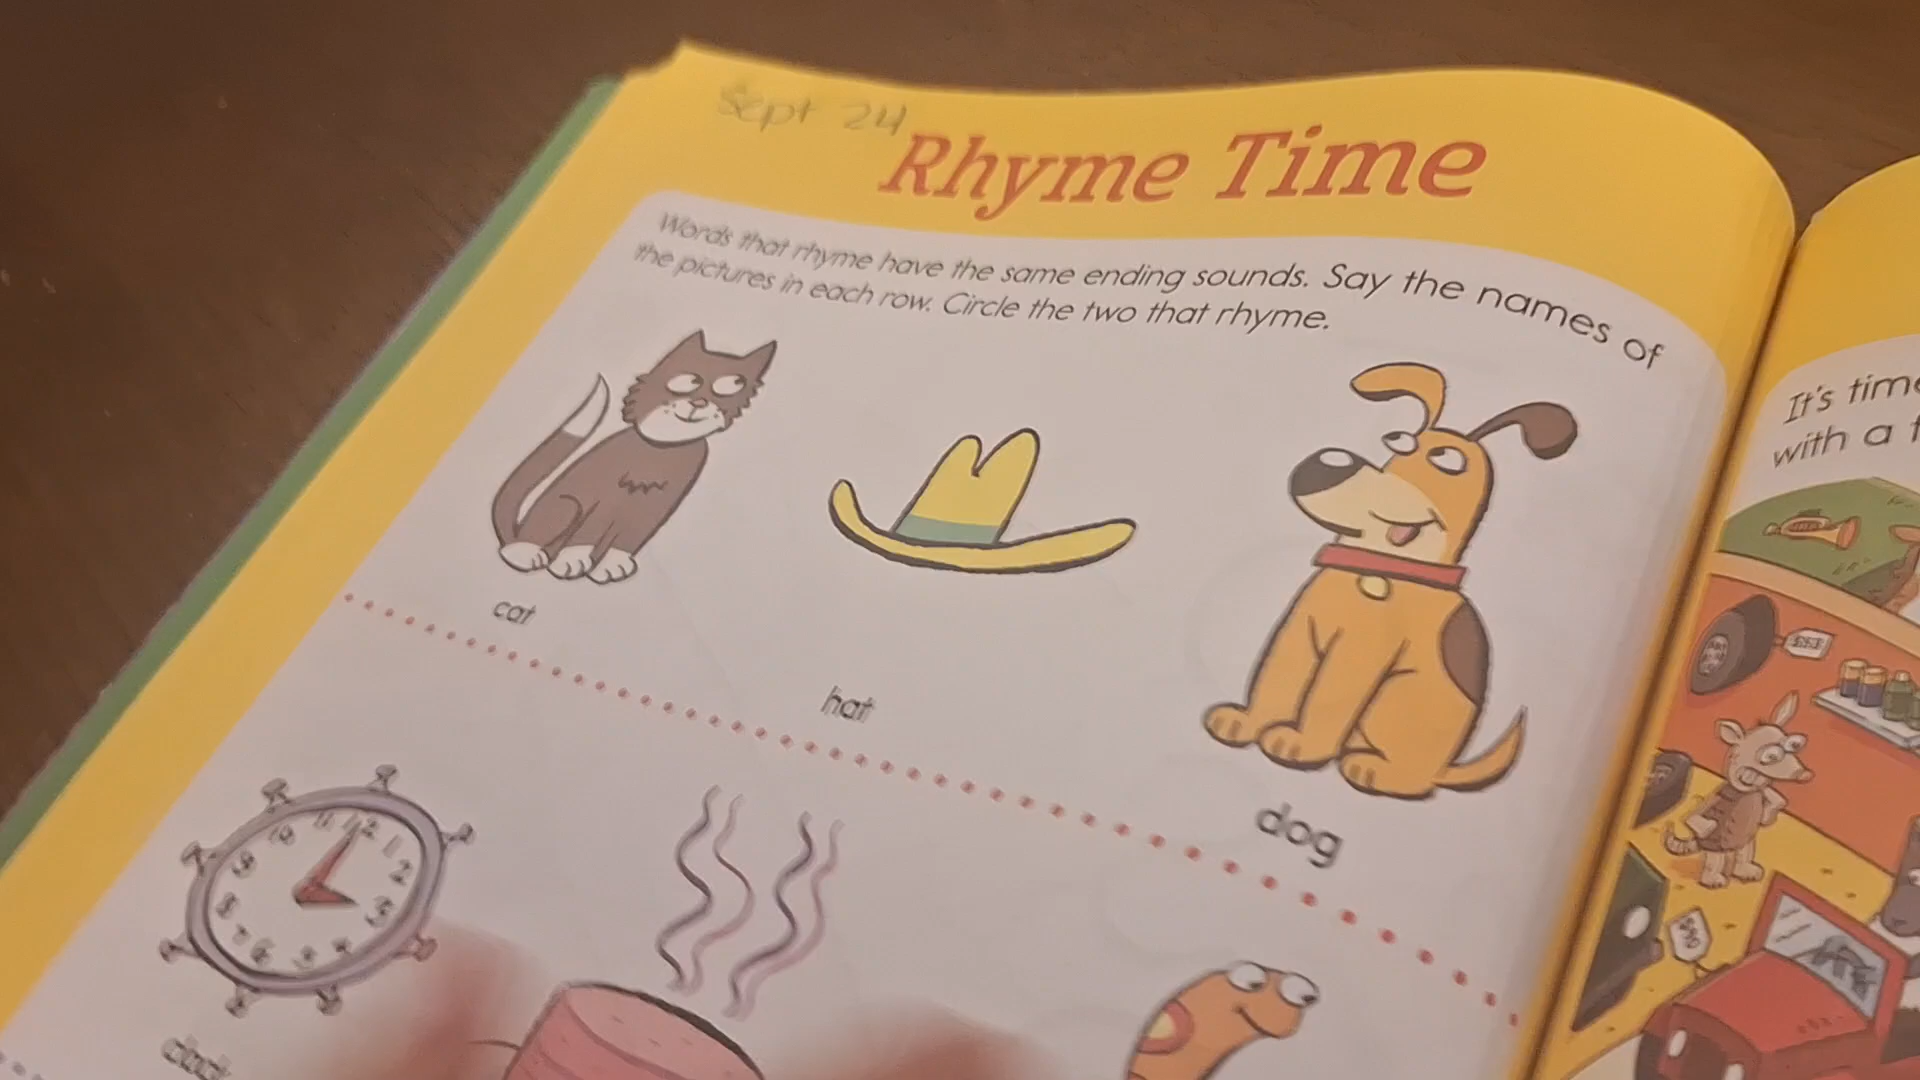 Sept 24
Rhyme Time
Words that rhyme have the same ending sounds. Say the names of
the pictures in each row. Circle the two that rhyme.
cat
hat
dog
clock
It's time
with a